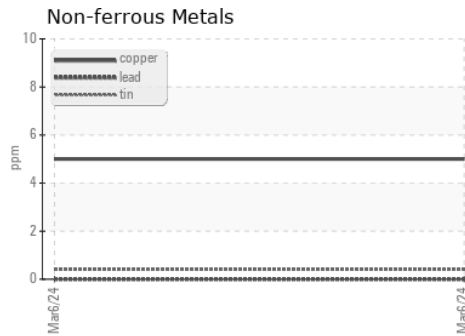 Non-ferrous Metals
10
8
6
4
2
0
ppm
copper
lead
tin
Mar6/24
Mar6/24